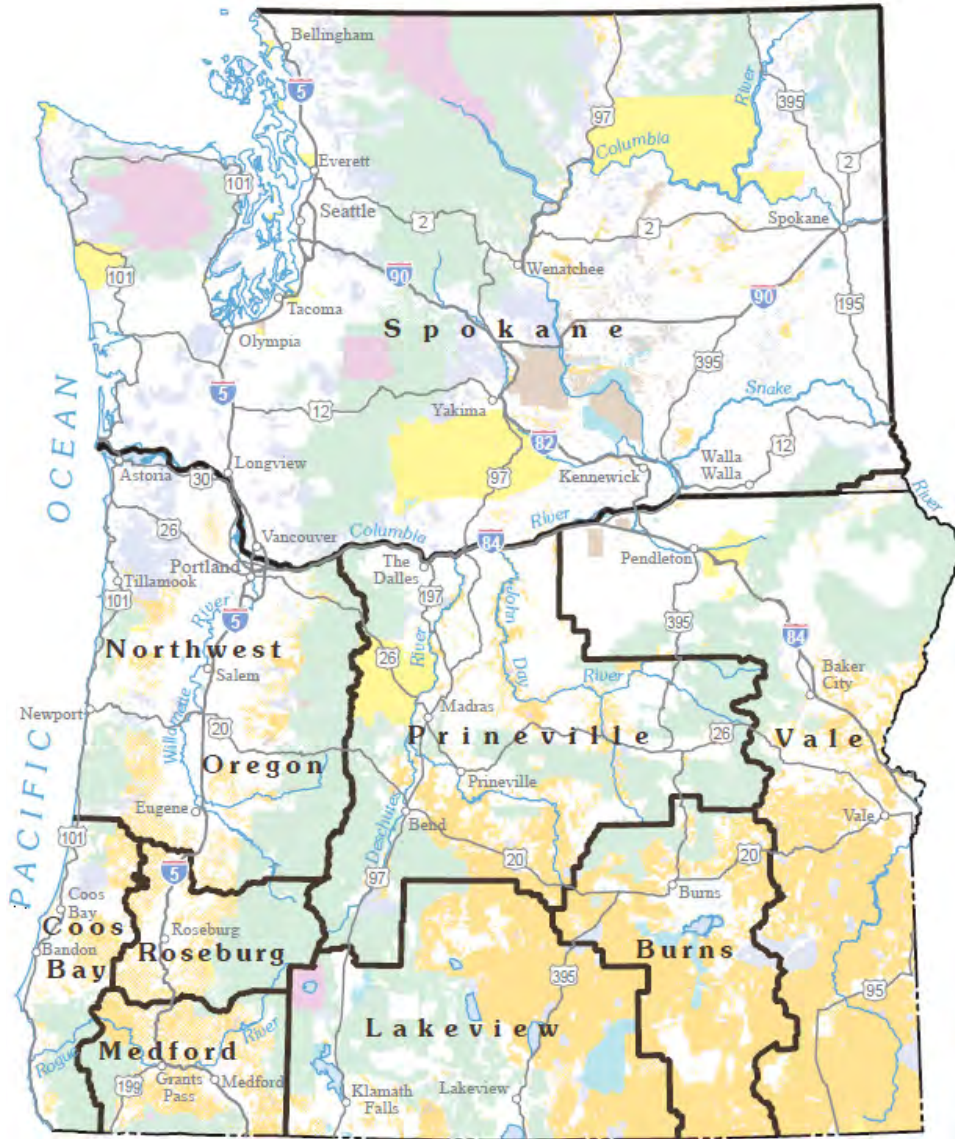 Bellingham
5
97
395
River
Columbia
2
101
Everett
Seattle
2
2
Spokane
101
90
Wenatchee
Tacoma
90
195
Spokane
Olympia
395
5
Snake
12
Yakima
82
12
OCEAN
Longview
97
Kennewick
Walla
Walla
Astoria
30
River
River
26
Vancouver
Columbia
84
Pendleton
Portland
The
Dalles
Tillamook
101
197
John
River
5
395
84
Northwest
26
River
Day
River
Baker
City
Salem
Newport
Madras
26
Willamette
20
Prineville
Vale
Oregon
Prineville
Eugene
Deschutes
Bend
Vale
PACIFIC
101
20
20
5
97
Burns
Coos
Bay
Coos
Bay
Roseburg
Roseburg
Bandon
Burns
395
95
Lakeview
River
Medford
Rogue
199
Grants
Pass
Medford
Klamath
Falls
Lakeview